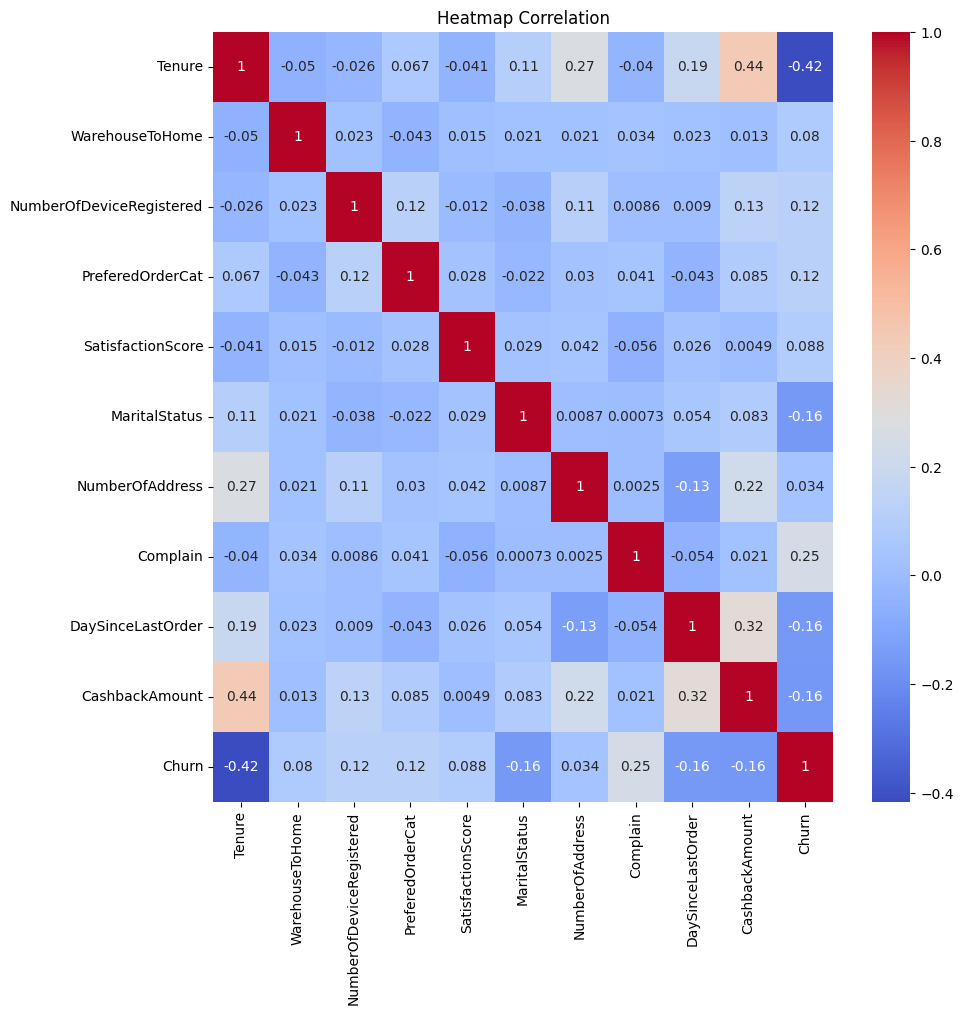 Heatmap Correlation
Tenure 1 -0.05 -0.026 0.067 -0.041 0.11 0.27 -0.04 0.19 0.44 -0.42
WarehouseToHome -0.05 1 0.023 -0.043 0.015 0.021 0.021 0.034 0.023 0.013 0.08
NumberOfDeviceRegistered -0.026 0.023 1 0.12 -0.012 -0.038 0.11 0.0086 0.009 0.13 0.12
PreferedOrderCat 0.067 -0.043 0.12 1 0.028 -0.022 0.03 0.041 -0.043 0.085 0.12
SatisfactionScore -0.041 0.015 -0.012 0.028 1 0.029 0.042 -0.056 0.026 0.0049 0.088
MaritalStatus 0.11 0.021 -0.038 -0.022 0.029 1 0.0087 0.00073 0.054 0.083 -0.16
NumberOfAddress 0.27 0.021 0.11 0.03 0.042 0.0087 1 0.0025 -0.13 0.22 0.034
Complain -0.04 0.034 0.0086 0.041 -0.056 0.00073 0.0025 1 -0.054 0.021 0.25
DaySinceLastOrder 0.19 0.023 0.009 -0.043 0.026 0.054 -0.13 -0.054 1 0.32 -0.16
CashbackAmount 0.44 0.013 0.13 0.085 0.0049 0.083 0.22 0.021 0.32 1 -0.16
Churn -0.42 0.08 0.12 0.12 0.088 -0.16 0.034 0.25 -0.16 -0.16 1
Tenure
WarehouseToHome
NumberOfDeviceRegistered
PreferedOrderCat
SatisfactionScore
MaritalStatus
NumberOfAddress
Complain
DaySinceLastOrder
CashbackAmount
Churn
1.0
0.8
0.6
0.4
0.2
0.0
−0.2
−0.4